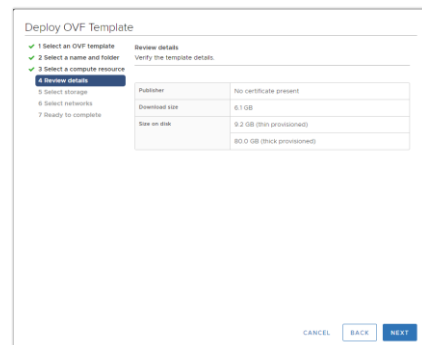 Deploy OVF Template
1 Select an OVF template
2 Select a name and folder
3 Select a compute resource
4 Review details
5 Select storage
6 Select networks
7 Ready to complete
Review details
Verify the template details.
Publisher No certificate present
Download size 6.1 GB
Size on disk 9.2 GB (thin provisioned)
60.0 GB (thick provisioned)
CANCEL BACK NEXT